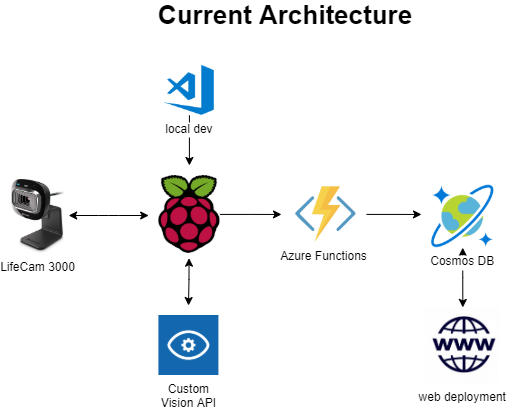 Current Architecture
local dev
LifeCam 3000
Azure Functions
Cosmos DB
Custom
Vision API
WWW
web deployment